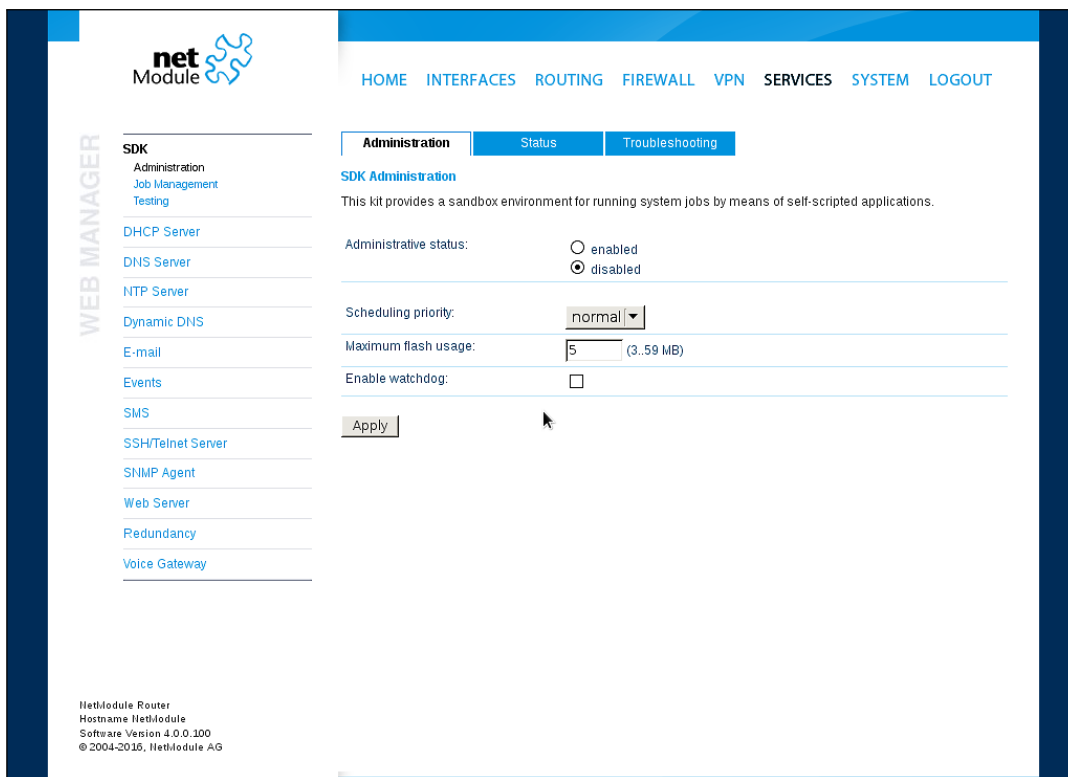 net
Module
HOME INTERFACES ROUTING FIREWALL VPN SERVICES SYSTEM LOGOUT
WEB MANAGER
SDK
Administration
Job Management
Testing
DHCP Server
DNS Server
NTP Server
Dynamic DNS
E-mail
Events
SMS
SSH/Telnet Server
SNMP Agent
Web Server
Redundancy
Voice Gateway
Administration Status Troubleshooting
SDK Administration
This kit provides a sandbox environment for running system jobs by means of self-scripted applications.
Administrative status:
enabled
disabled
Scheduling priority: normal
Maximum flash usage: 5 (3..59 MB)
Enable watchdog:
Apply
NetModule Router
Hostname NetModule
Software Version 4.0.0.100
© 2004-2016, NetModule AG